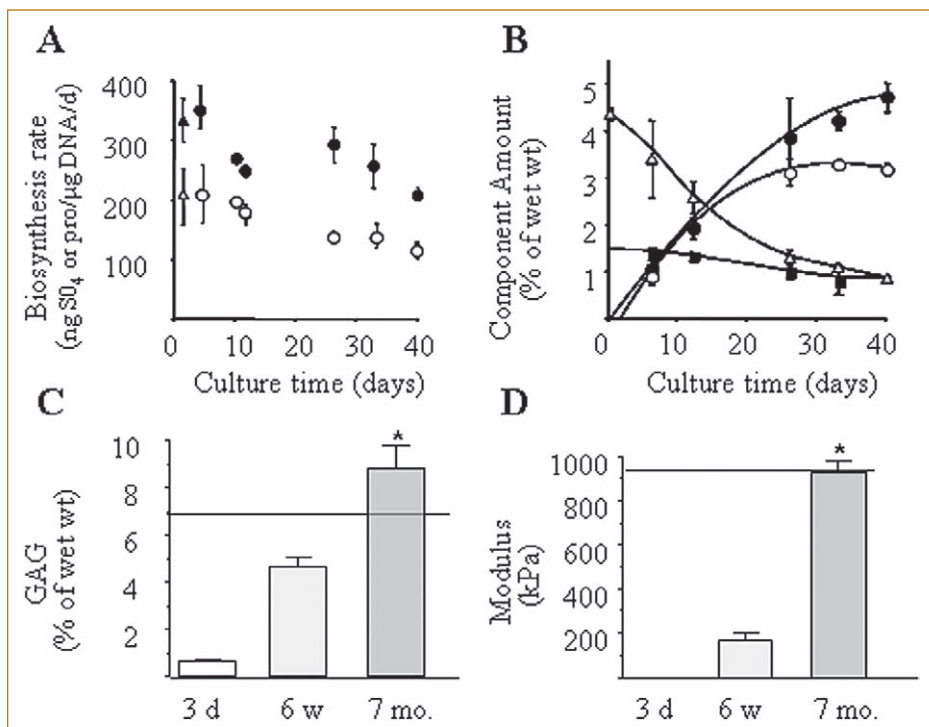 A
Biosynthesis rate
(ng S0₄ or pro/µg DNA/d)
400
300
200
100
0 10 20 30 40
Culture time (days)
B
Component Amount
(% of wet wt)
5
4
3
2
1
0 10 20 30 40
Culture time (days)
C
GAG
(% of wet wt)
10
8
6
4
2
*
3 d 6 w 7 mo.
D
Modulus
(kPa)
1000
800
600
400
200
*
3 d 6 w 7 mo.